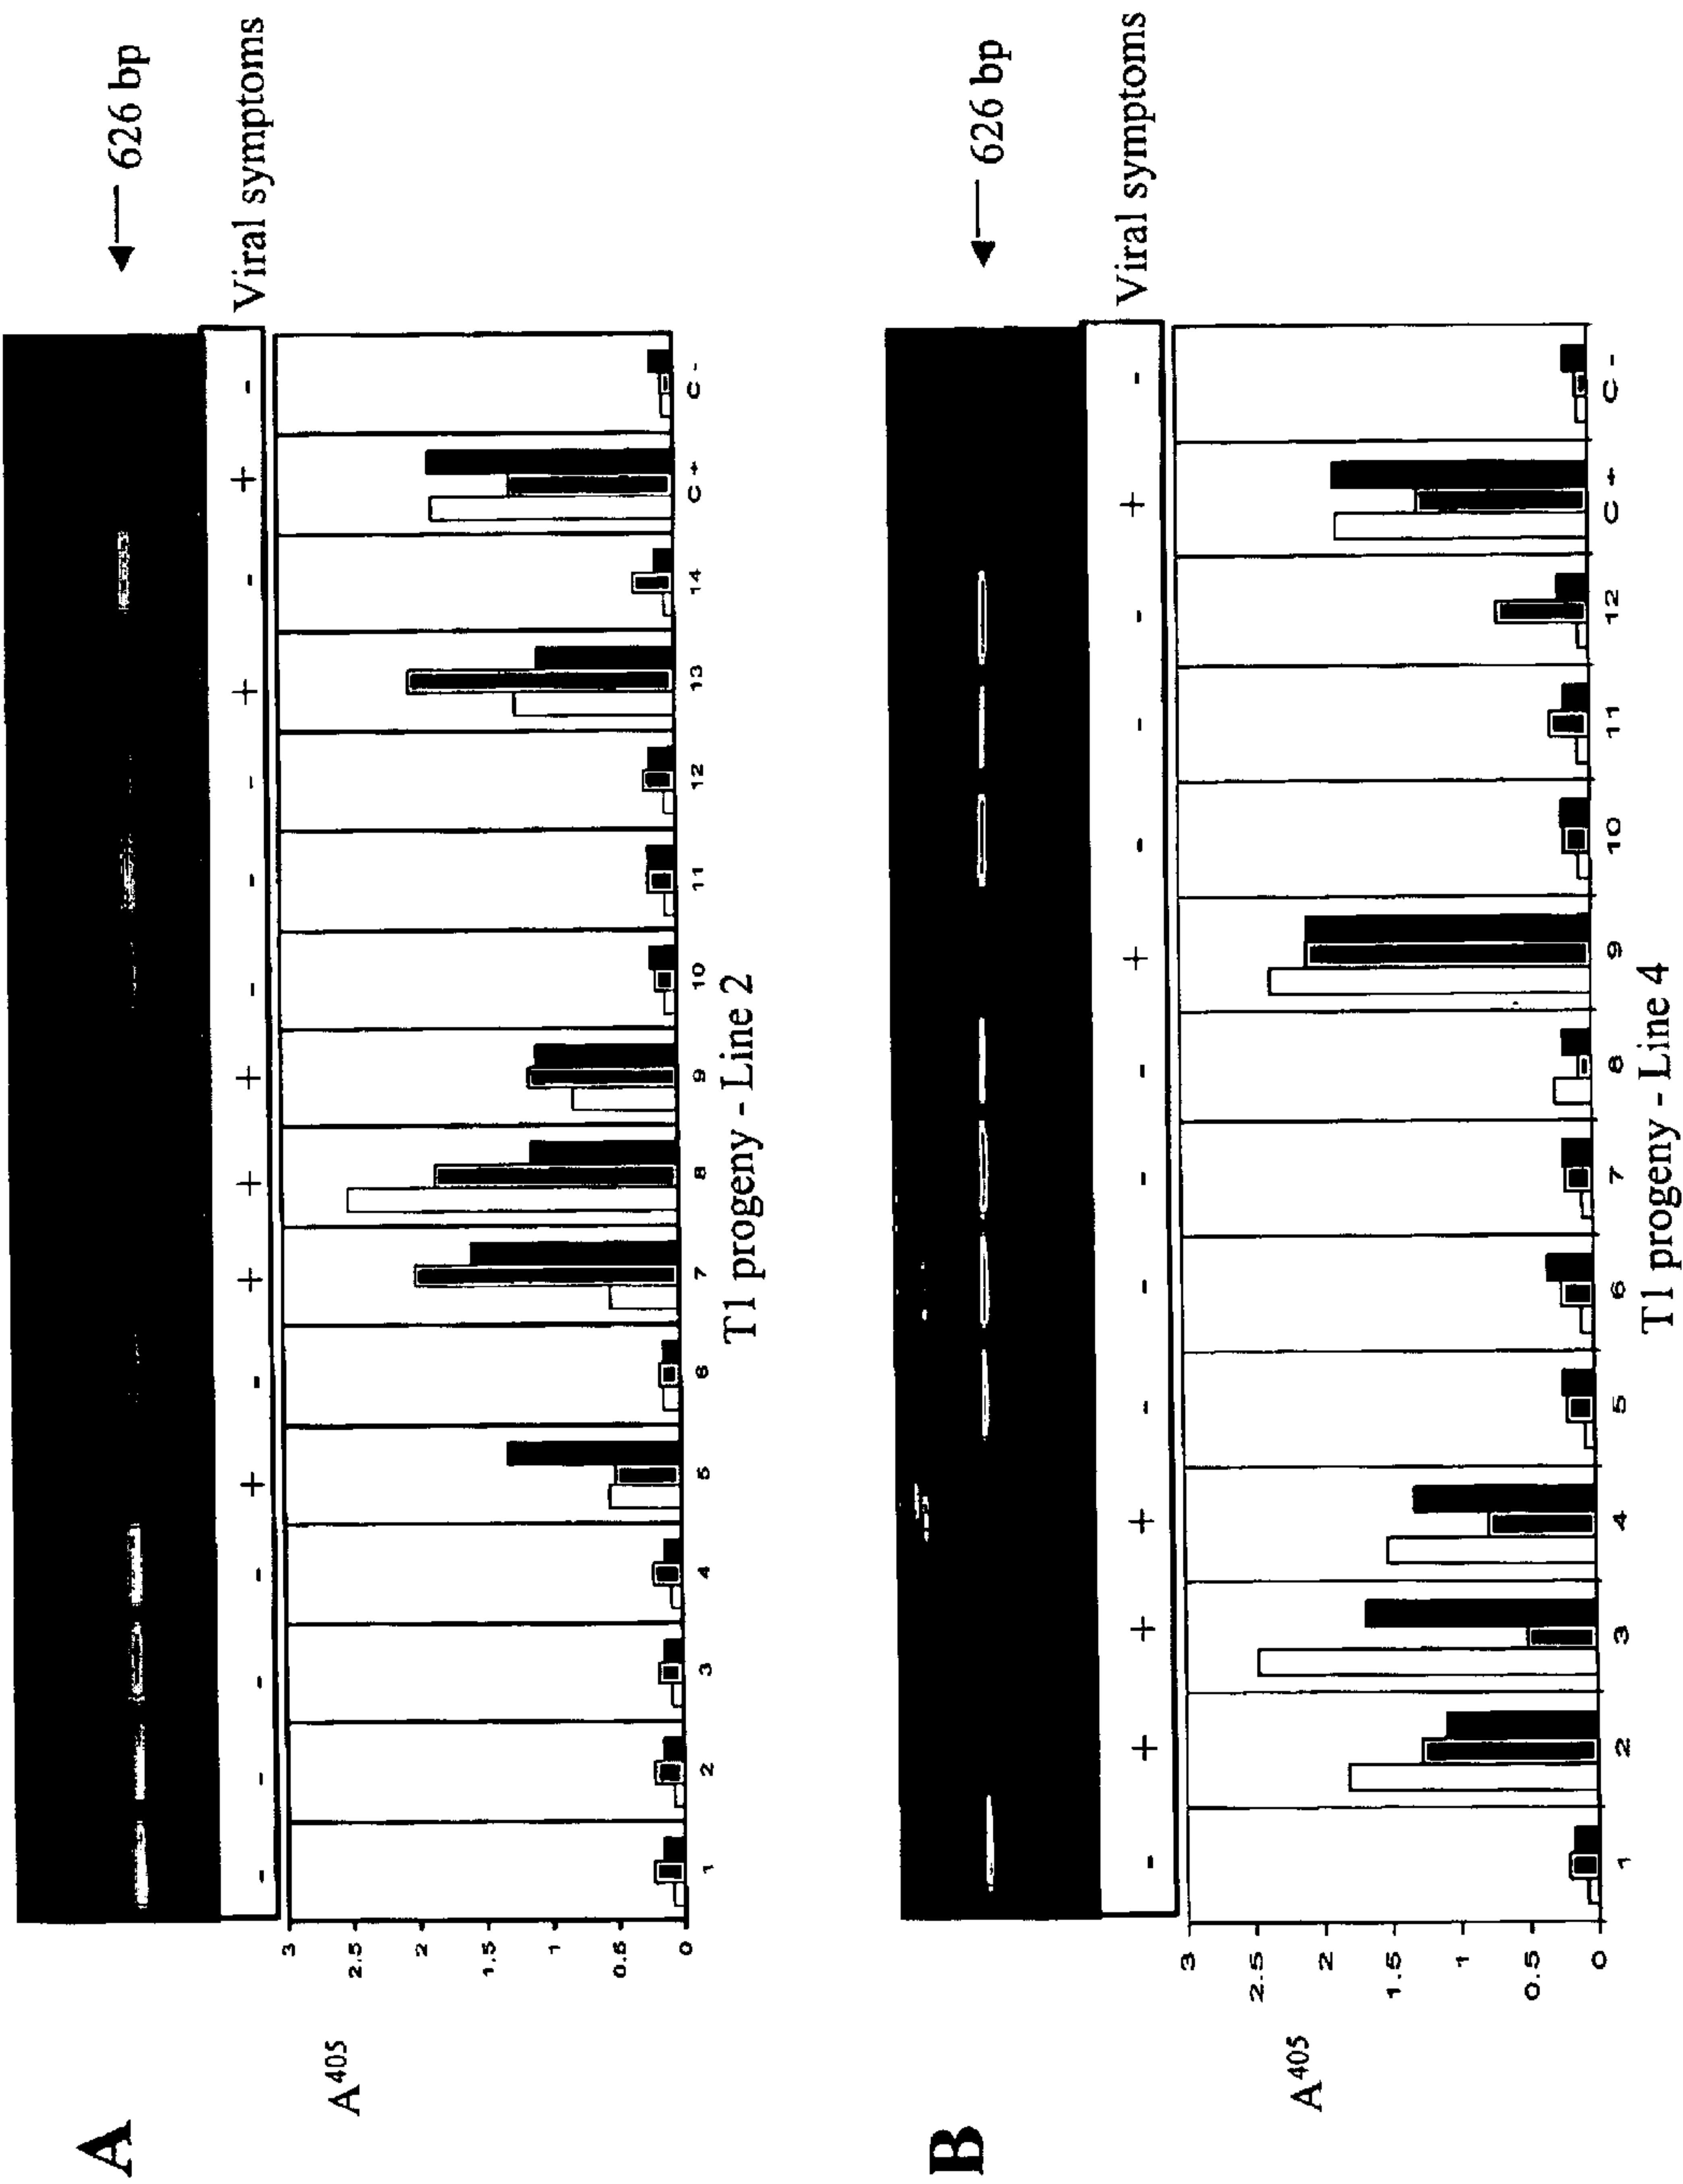 A
← 626 bp
- - - - + - + + + - - - + - + - Viral symptoms
A405
3
2.5
2
1.5
1
0.5
0
1 2 3 4 5 6 7 8 9 10 11 12 13 14 C + C -
T1 progeny - Line 2
B
← 626 bp
- + + + - - - - + - - - + - Viral symptoms
A405
3
2.5
2
1.5
1
0.5
0
1 2 3 4 5 6 7 8 9 10 11 12 C + C -
T1 progeny - Line 4